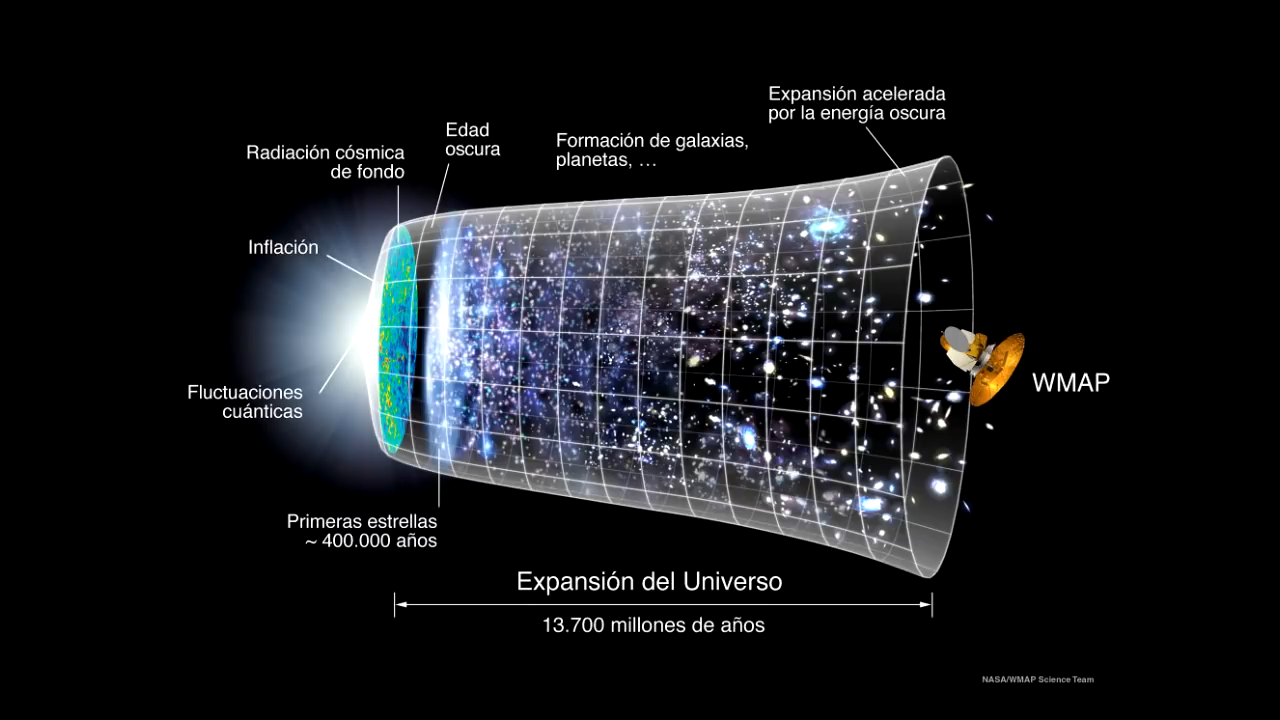 Expansión acelerada
por la energía oscura
Edad
oscura
Formación de galaxias,
planetas, …
Radiación cósmica
de fondo
Inflación
Fluctuaciones
cuánticas
WMAP
Primeras estrellas
~ 400.000 años
Expansión del Universo
13.700 millones de años
NASA/WMAP Science Team